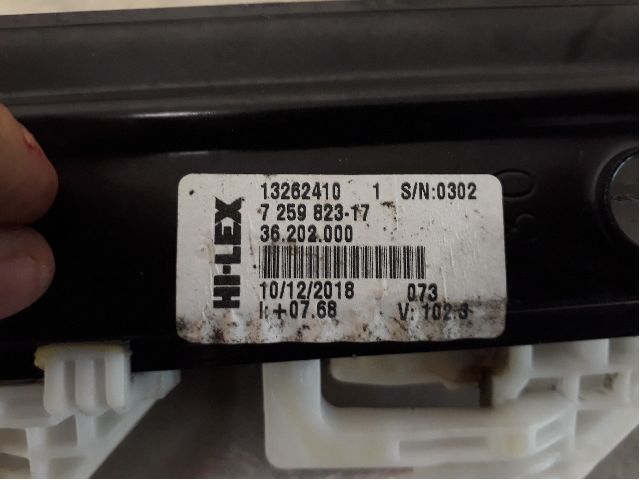 HI-LEX
13262410 1 S/N:0302
7 259 823-17
36.202.000
10/12/2018 073
I:+07.68 V: 102.3